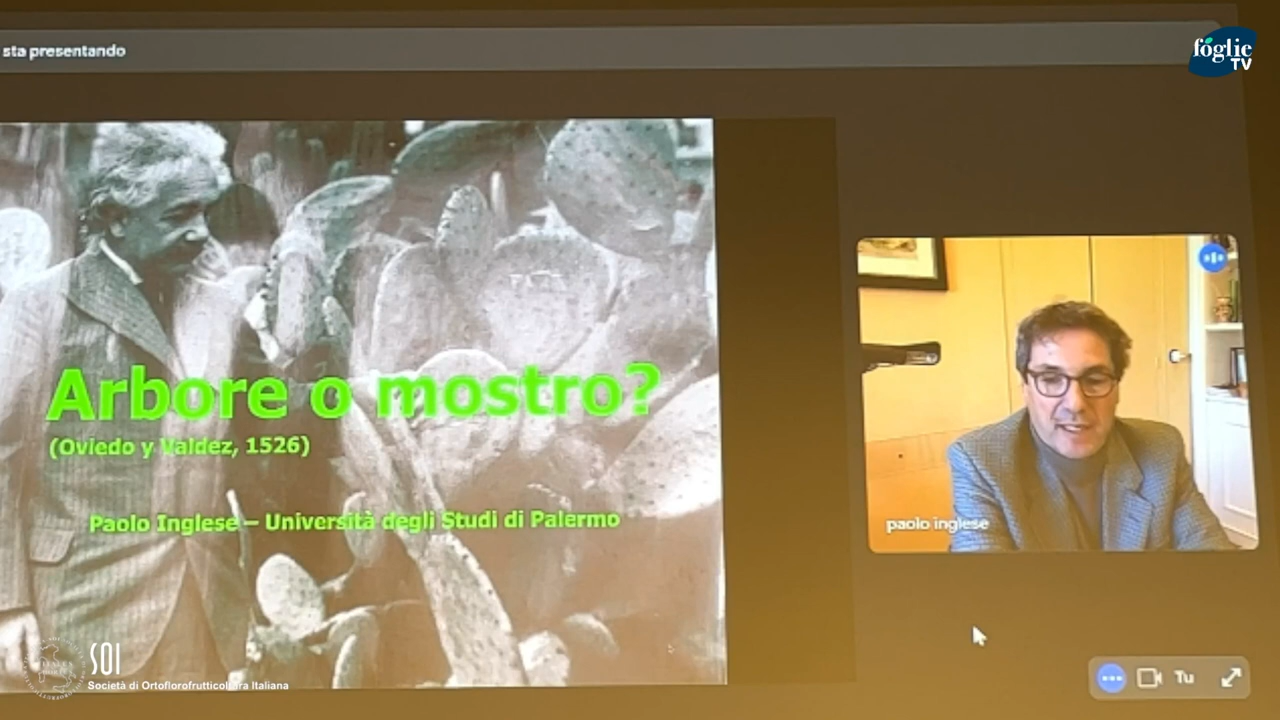 sta presentando
fóglie
TV
Arbore o mostro?
(Oviedo y Valdez, 1526)
Paolo Inglese – Università degli Studi di Palermo
paolo inglese
SOI
Società di Ortoflorofrutticoltura Italiana
Tu